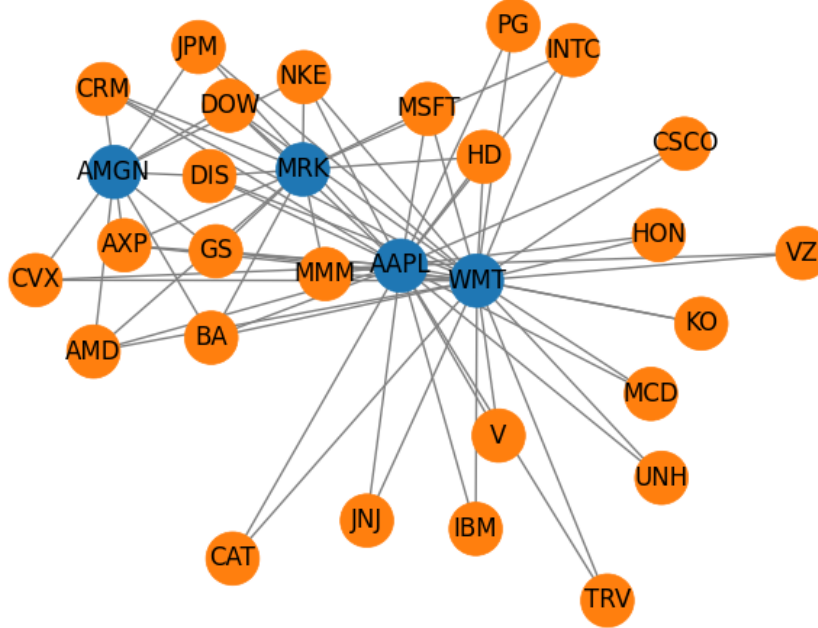 PG
JPM
INTC
NKE
CRM
DOW
MSFT
CSCO
HD
MRK
AMGN
DIS
HON
AXP
GS
VZ
AAPL
MMM
WMT
CVX
KO
BA
AMD
MCD
V
UNH
JNJ
IBM
CAT
TRV